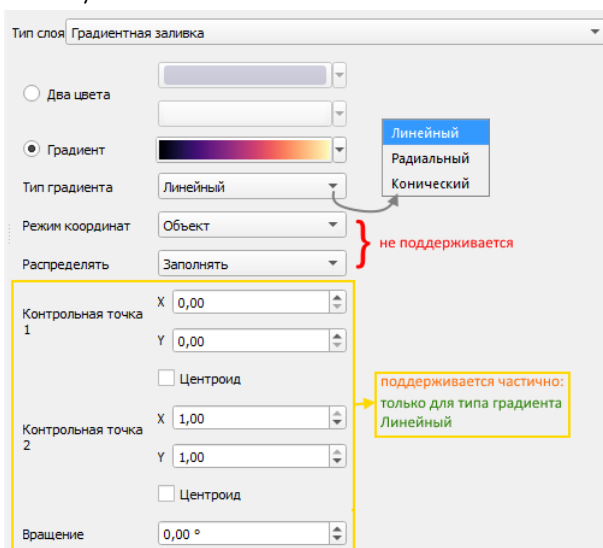 Тип слоя Градиентная заливка
Два цвета
Градиент
Линейный
Радиальный
Конический
Тип градиента Линейный
Режим координат Объект
не поддерживается
Распределять Заполнять
Контрольная точка 1
X 0,00
Y 0,00
Центроид
поддерживается частично:
только для типа градиента
Линейный
Контрольная точка 2
X 1,00
Y 1,00
Центроид
Вращение 0,00 °